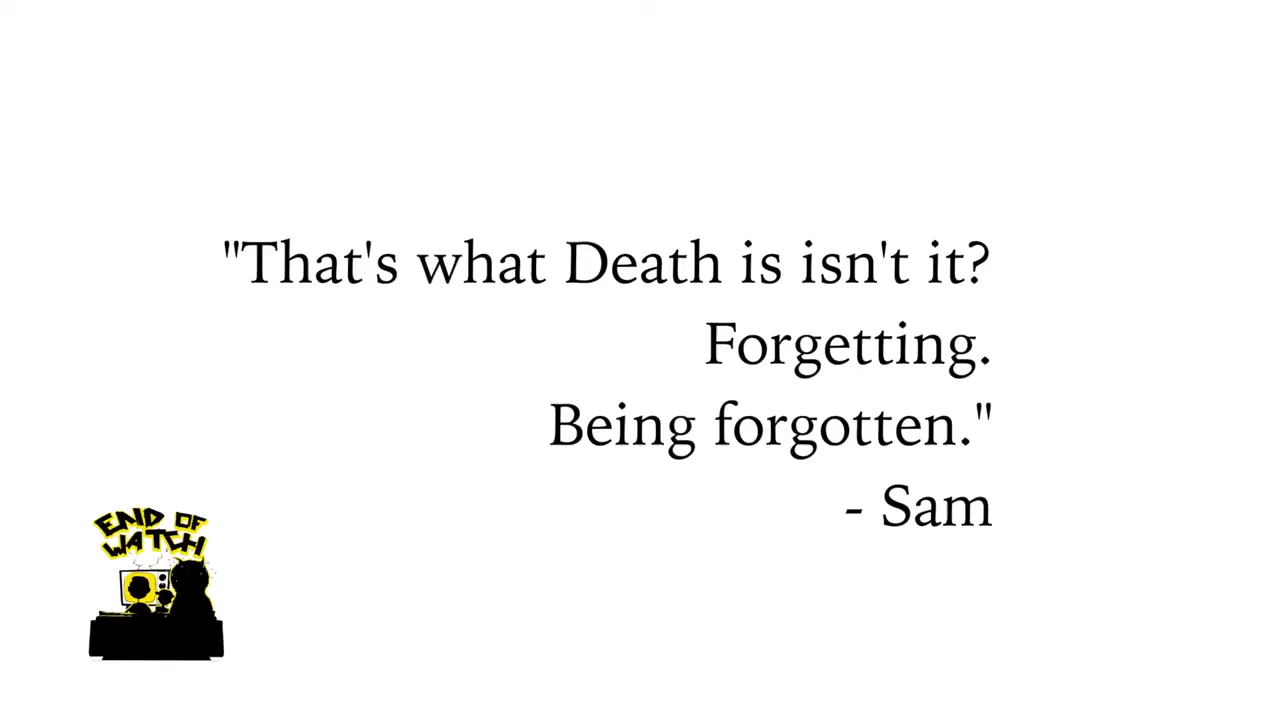 "That's what Death is isn't it?
Forgetting.
Being forgotten."
- Sam
END OF
WATCH